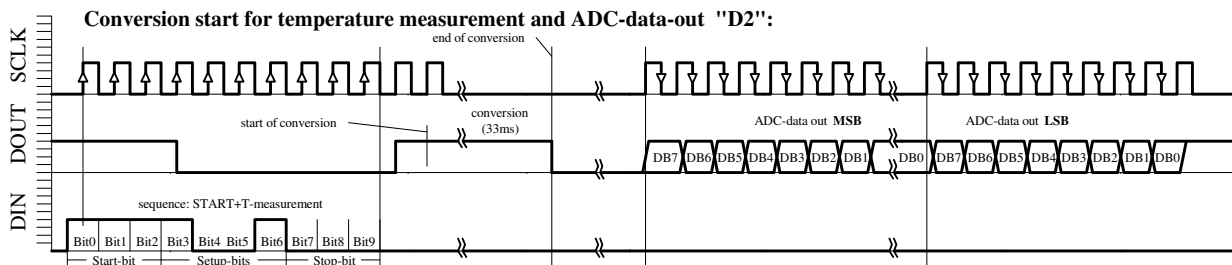 Conversion start for temperature measurement and ADC-data-out "D2":
end of conversion
SCLK
DOUT
start of conversion
conversion
(33ms)
ADC-data out MSB
ADC-data out LSB
DB7 DB6 DB5 DB4 DB3 DB2 DB1 DB0 DB7 DB6 DB5 DB4 DB3 DB2 DB1 DB0
DIN
sequence: START+T-measurement
Bit0 Bit1 Bit2 Bit3 Bit4 Bit5 Bit6 Bit7 Bit8 Bit9
Start-bit Setup-bits Stop-bit